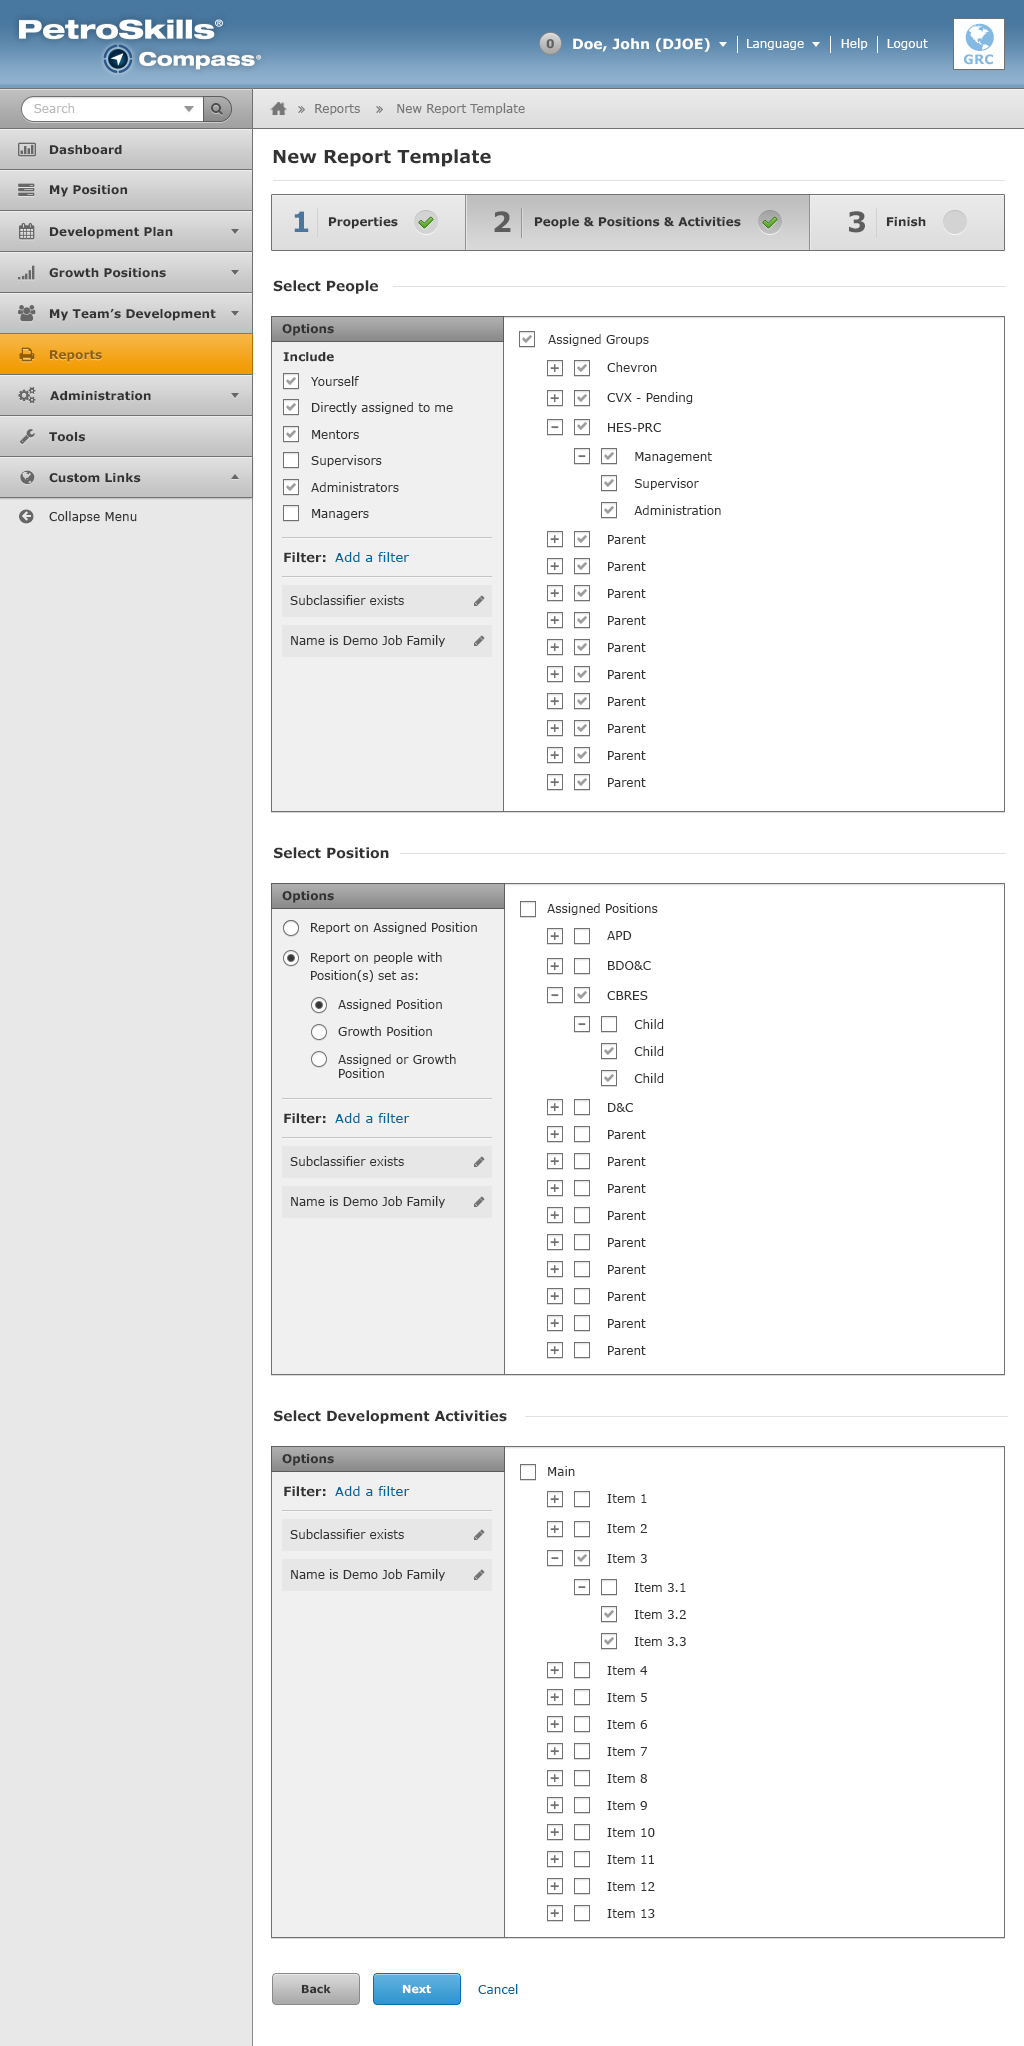 PetroSkills®
Compass®
0 Doe, John (DJOE) Language Help Logout
GRC
Search
» Reports » New Report Template
Dashboard
My Position
Development Plan
Growth Positions
My Team's Development
Reports
Administration
Tools
Custom Links
Collapse Menu
New Report Template
1 Properties 2 People & Positions & Activities 3 Finish
Select People
Options
Include
Yourself
Directly assigned to me
Mentors
Supervisors
Administrators
Managers
Filter: Add a filter
Subclassifier exists
Name is Demo Job Family
Assigned Groups
Chevron
CVX - Pending
HES-PRC
Management
Supervisor
Administration
Parent
Parent
Parent
Parent
Parent
Parent
Parent
Parent
Parent
Parent
Select Position
Options
Report on Assigned Position
Report on people with
Position(s) set as:
Assigned Position
Growth Position
Assigned or Growth
Position
Filter: Add a filter
Subclassifier exists
Name is Demo Job Family
Assigned Positions
APD
BDO&C
CBRES
Child
Child
Child
D&C
Parent
Parent
Parent
Parent
Parent
Parent
Parent
Parent
Parent
Select Development Activities
Options
Filter: Add a filter
Subclassifier exists
Name is Demo Job Family
Main
Item 1
Item 2
Item 3
Item 3.1
Item 3.2
Item 3.3
Item 4
Item 5
Item 6
Item 7
Item 8
Item 9
Item 10
Item 11
Item 12
Item 13
Back Next Cancel